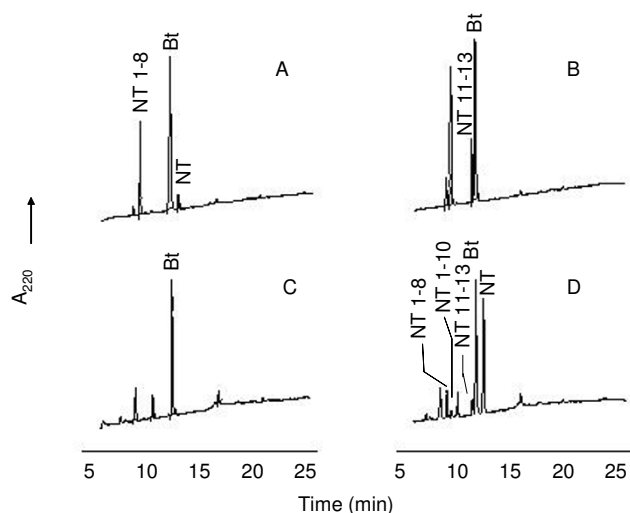 NT 1-8
Bt
NT
A
NT 11-13
Bt
B
A220
Bt
C
NT 1-8
NT 1-10
NT 11-13
Bt
NT
D
5 10 15 20 25
5 10 15 20 25
Time (min)